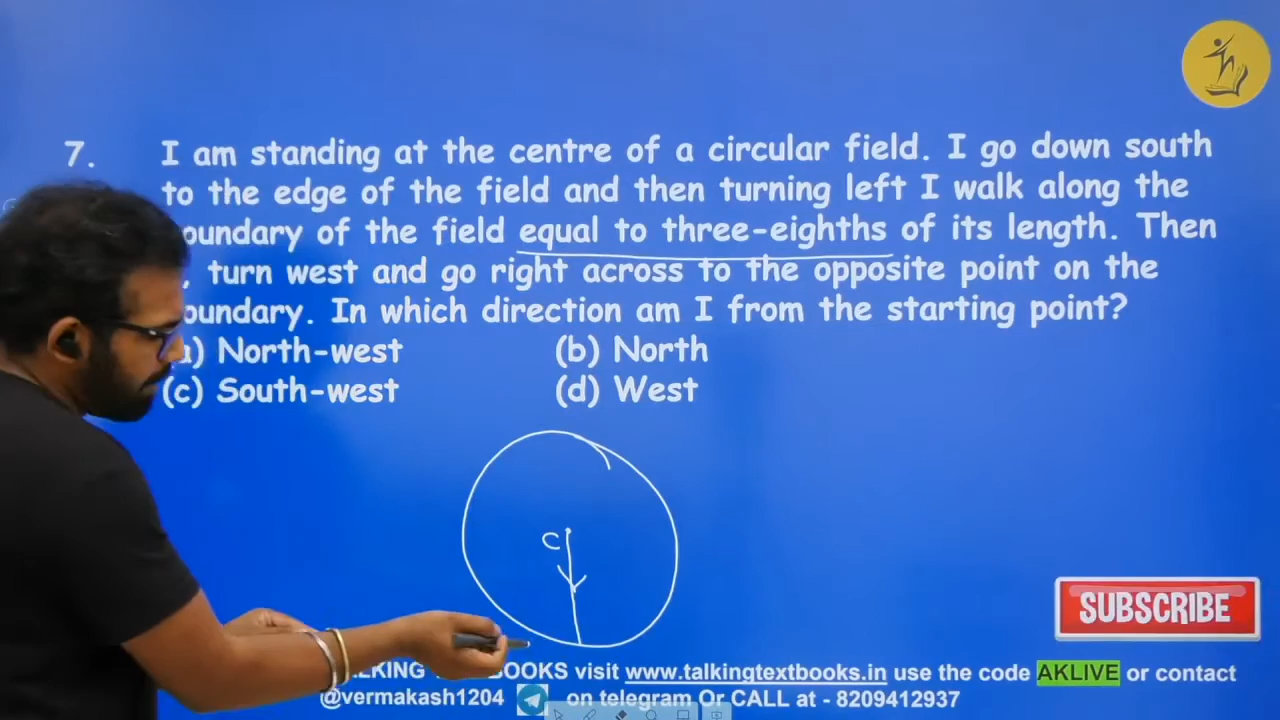 7. I am standing at the centre of a circular field. I go down south
to the edge of the field and then turning left I walk along the
oundary of the field equal to three-eighths of its length. Then
, turn west and go right across to the opposite point on the
oundary. In which direction am I from the starting point?
a) North-west (b) North
(c) South-west (d) West
C
SUBSCRIBE
LKING OOKS visit www.talkingtextbooks.in use the code AKLIVE or contact
@vermakash1204 on telegram Or CALL at - 8209412937